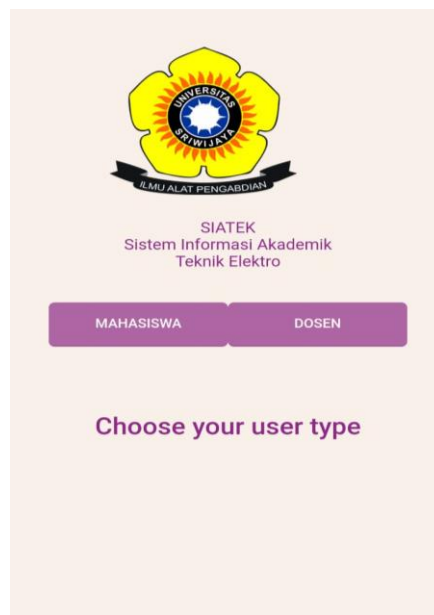 UNIVERSITAS
SRIWIJAYA
ILMU ALAT PENGABDIAN
SIATEK
Sistem Informasi Akademik
Teknik Elektro
MAHASISWA DOSEN
Choose your user type